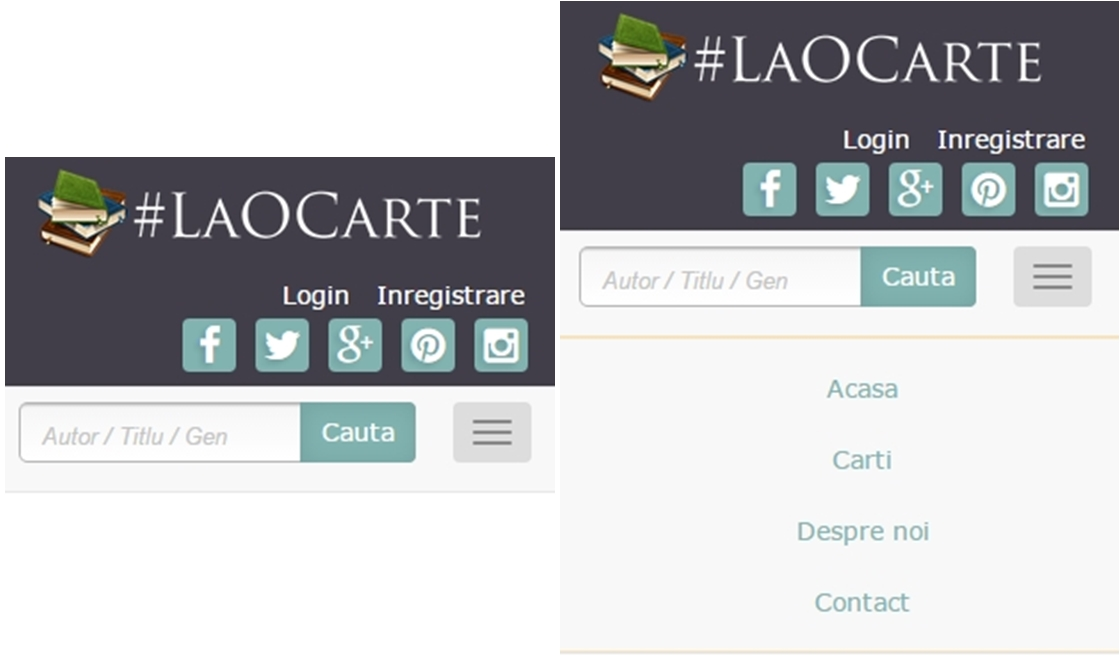 #LAOCARTE
Login Inregistrare
Autor / Titlu / Gen Cauta
#LAOCARTE
Login Inregistrare
Autor / Titlu / Gen Cauta
Acasa
Carti
Despre noi
Contact